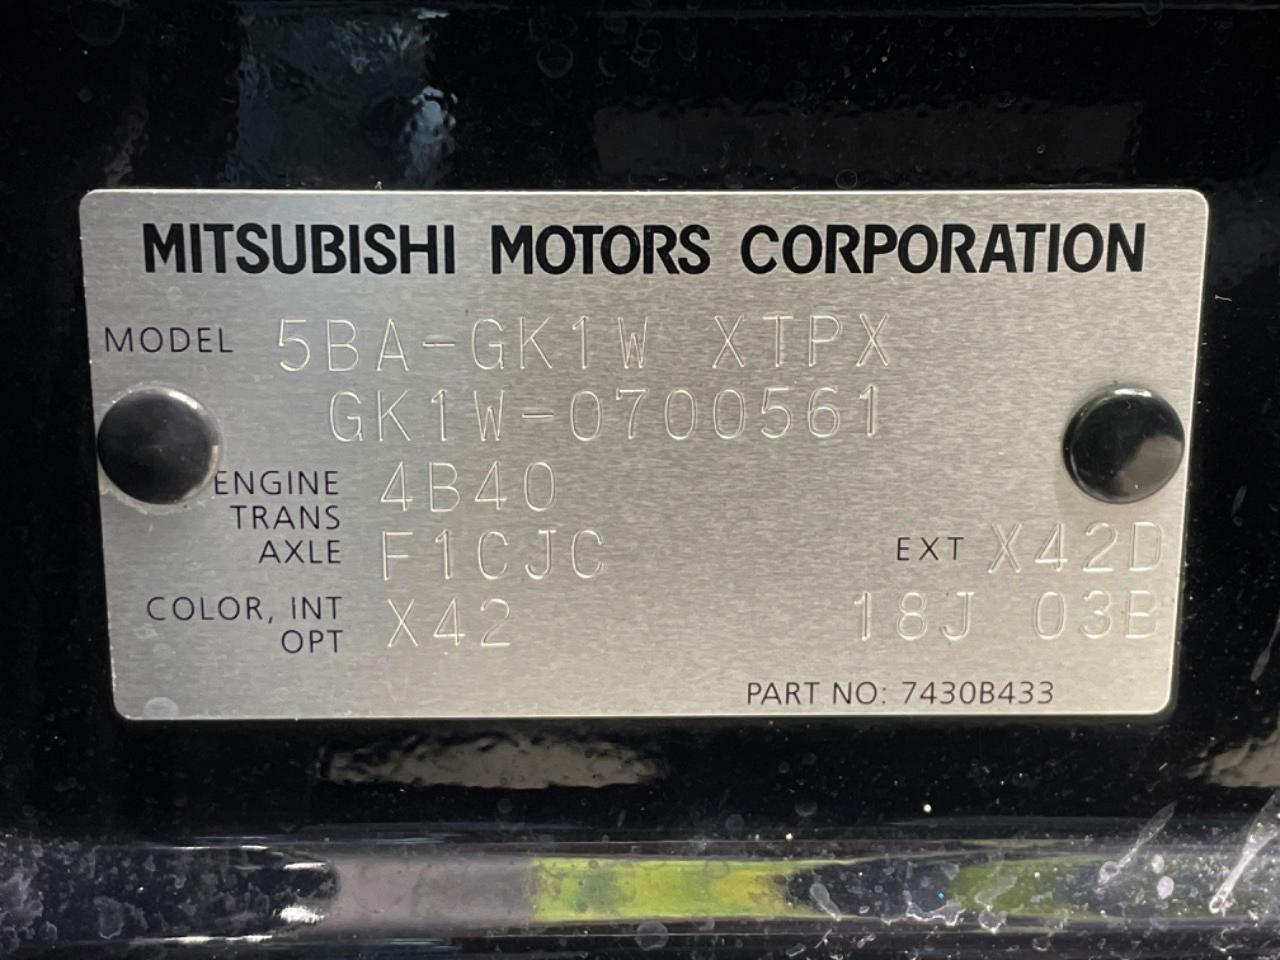 MITSUBISHI MOTORS CORPORATION
MODEL 5BA-GK1W XTPX
GK1W-0700561
ENGINE 4B40
TRANS
AXLE F1CJC EXT X42D
COLOR, INT X42 18J 03B
OPT
PART NO: 7430B433